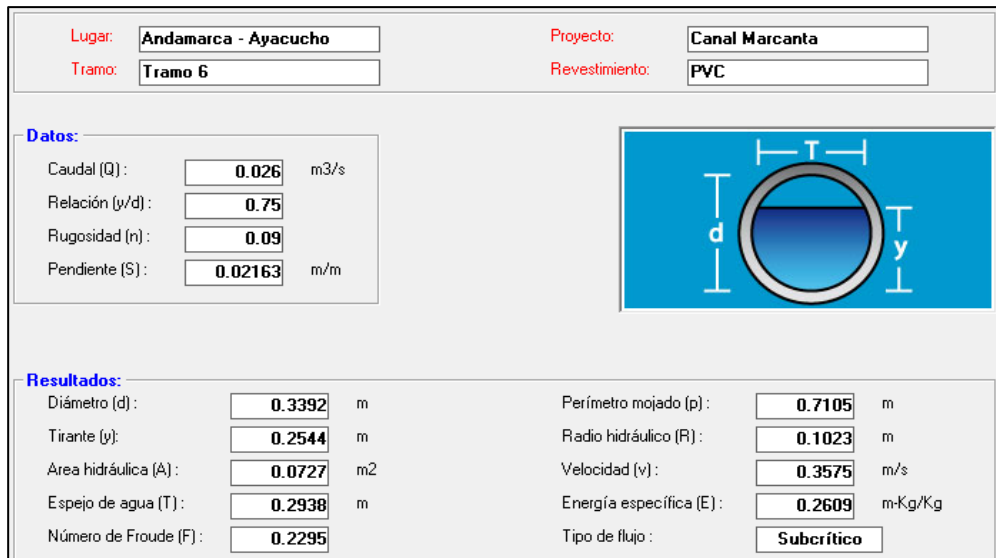 Lugar: Andamarca - Ayacucho Proyecto: Canal Marcanta
Tramo: Tramo 6 Revestimiento: PVC
Datos:
Caudal (Q) : 0.026 m3/s
Relación (y/d) : 0.75
Rugosidad (n) : 0.09
Pendiente (S) : 0.02163 m/m
T
d
y
Resultados:
Diámetro (d) : 0.3392 m Perímetro mojado (p) : 0.7105 m
Tirante (y): 0.2544 m Radio hidráulico (R) : 0.1023 m
Area hidráulica (A) : 0.0727 m2 Velocidad (v) : 0.3575 m/s
Espejo de agua (T) : 0.2938 m Energía específica (E) : 0.2609 m-Kg/Kg
Número de Froude (F) : 0.2295 Tipo de flujo : Subcrítico